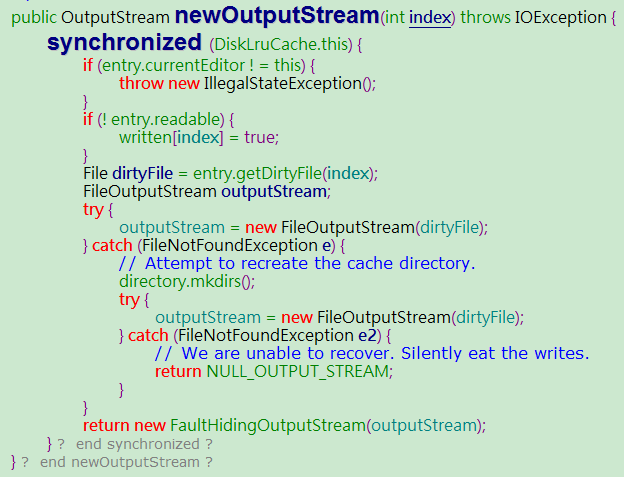 public OutputStream newOutputStream(int index) throws IOException {
synchronized (DiskLruCache.this) {
if (entry.currentEditor ! = this) {
throw new IllegalStateException();
}
if (! entry.readable) {
written[index] = true;
}
File dirtyFile = entry.getDirtyFile(index);
FileOutputStream outputStream;
try {
outputStream = new FileOutputStream(dirtyFile);
} catch (FileNotFoundException e) {
// Attempt to recreate the cache directory.
directory.mkdirs();
try {
outputStream = new FileOutputStream(dirtyFile);
} catch (FileNotFoundException e2) {
// We are unable to recover. Silently eat the writes.
return NULL_OUTPUT_STREAM;
}
}
return new FaultHidingOutputStream(outputStream);
} ? end synchronized ?
} ? end newOutputStream ?